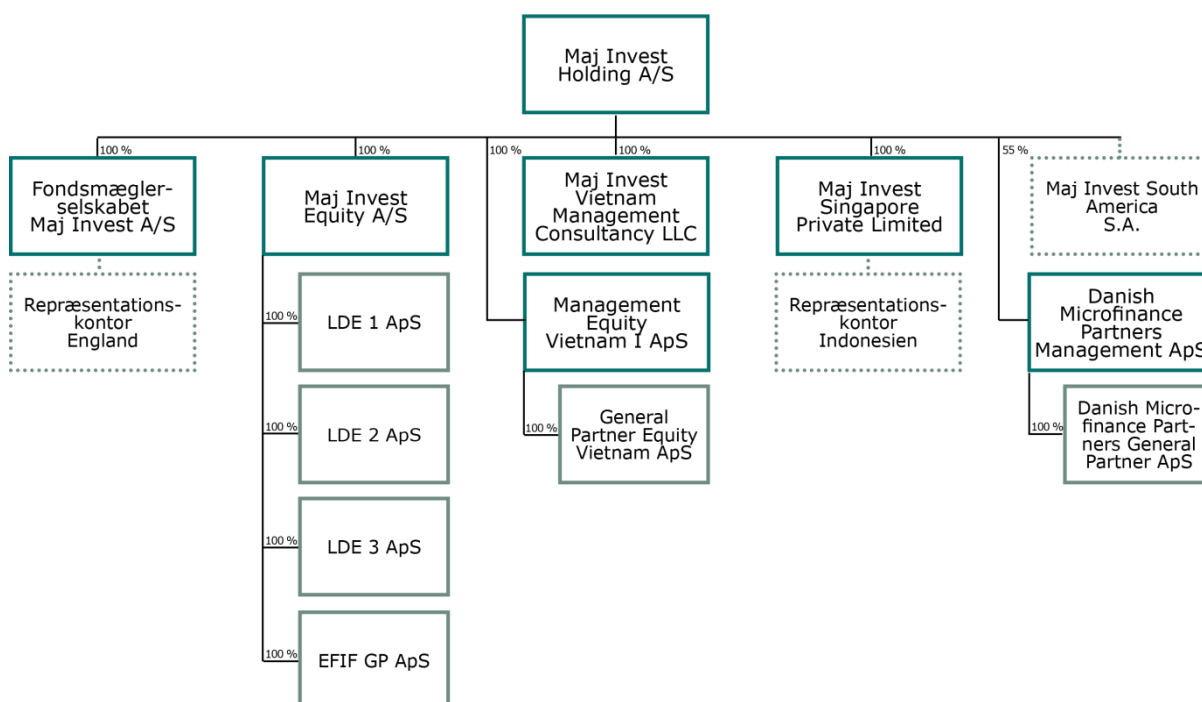 Maj Invest
Holding A/S
100 %
100 %
100 %
100 %
100 %
55 %
Fondsmægler-
selskabet
Maj Invest A/S
Maj Invest
Equity A/S
Maj Invest
Vietnam
Management
Consultancy LLC
Maj Invest
Singapore
Private Limited
Maj Invest South
America
S.A.
Repræsentations-
kontor
England
100 %
LDE 1 ApS
Management
Equity
Vietnam I ApS
Repræsentations-
kontor
Indonesien
Danish
Microfinance
Partners
Management ApS
100 %
LDE 2 ApS
100 %
General
Partner Equity
Vietnam ApS
100 %
Danish Micro-
finance Part-
ners General
Partner ApS
100 %
LDE 3 ApS
100 %
EFIF GP ApS